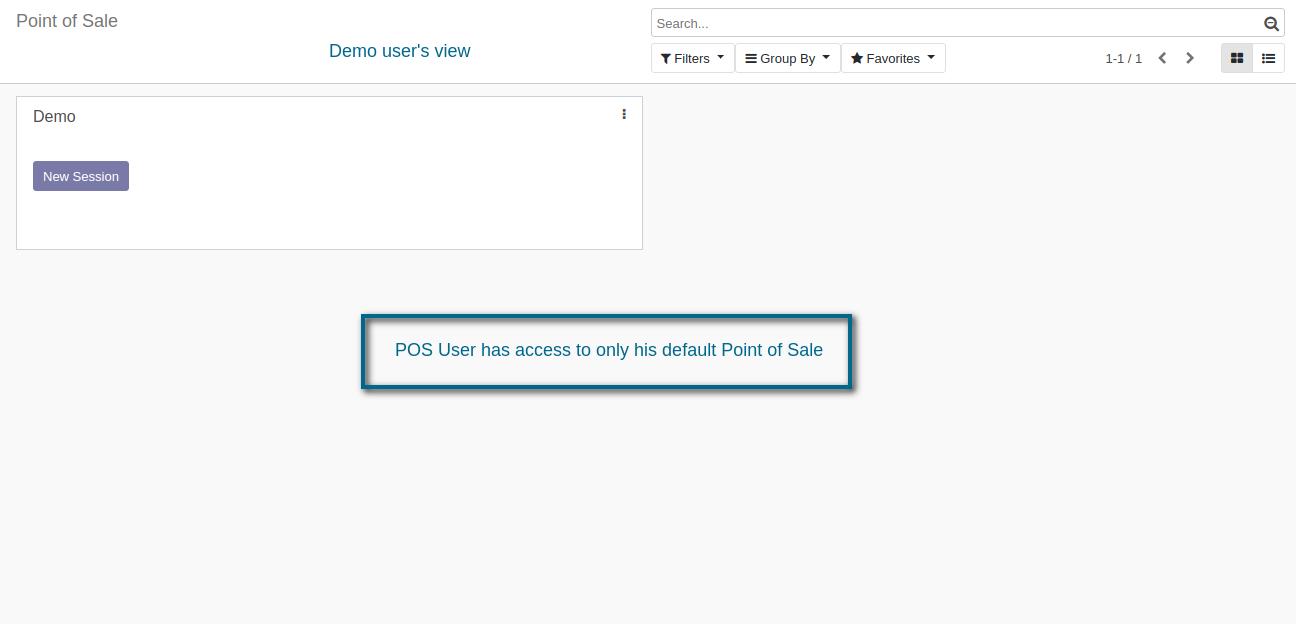 Point of Sale
Demo user's view
Search...
Filters
Group By
Favorites
1-1 / 1
Demo
New Session
POS User has access to only his default Point of Sale